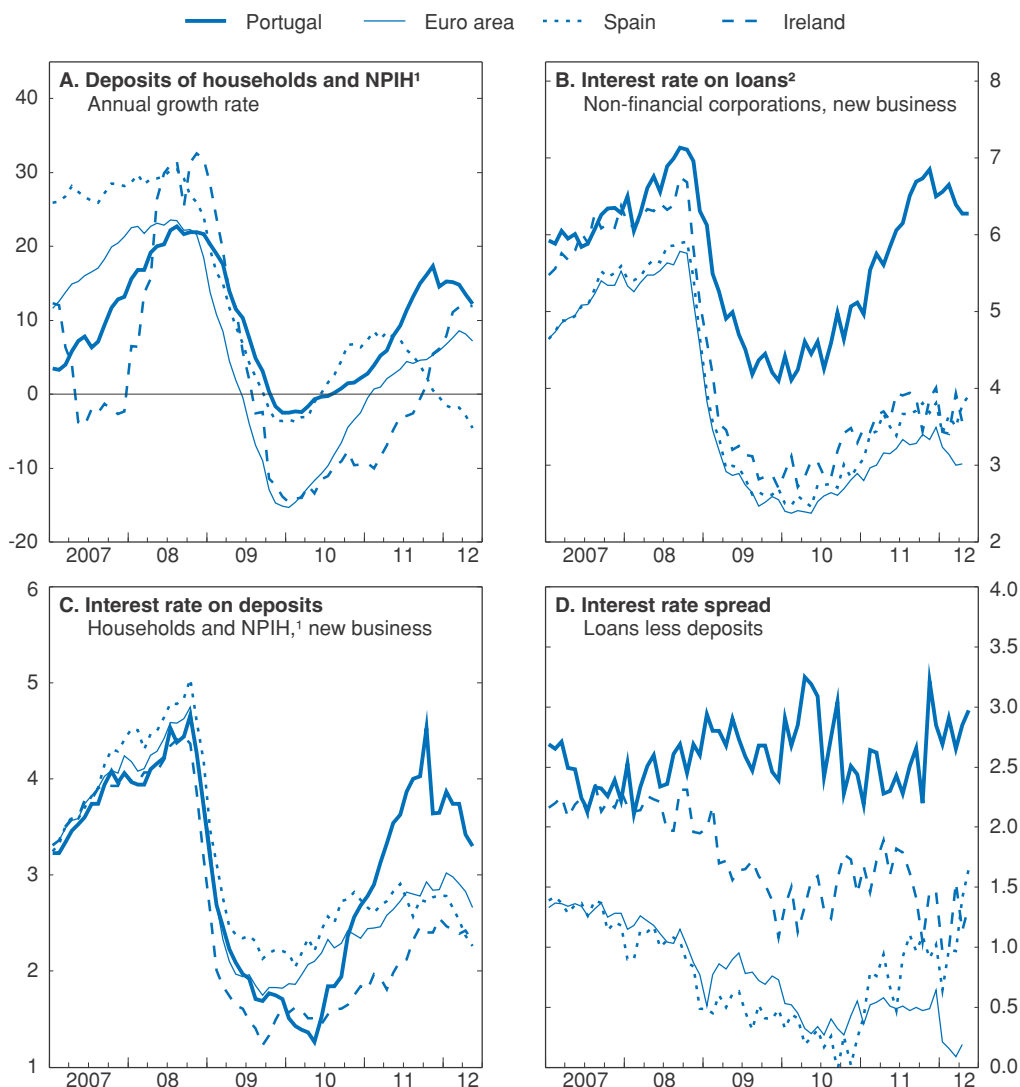 Portugal Euro area Spain Ireland
A. Deposits of households and NPIH¹
Annual growth rate
40
30
20
10
0
-10
-20
2007 08 09 10 11 12
B. Interest rate on loans²
Non-financial corporations, new business
8
7
6
5
4
3
2
2007 08 09 10 11 12
C. Interest rate on deposits
Households and NPIH,¹ new business
6
5
4
3
2
1
2007 08 09 10 11 12
D. Interest rate spread
Loans less deposits
4.0
3.5
3.0
2.5
2.0
1.5
1.0
0.5
0.0
2007 08 09 10 11 12